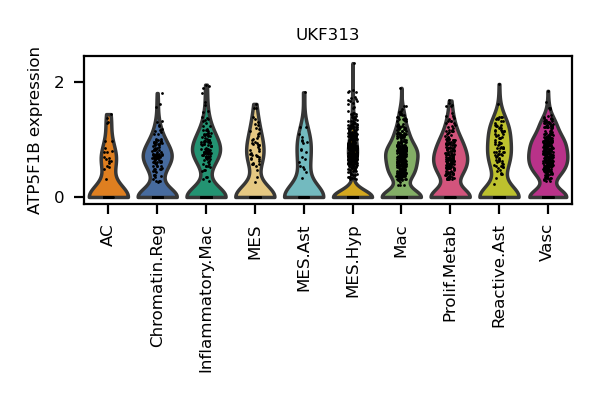 UKF313
ATP5F1B expression
2
0
AC
Chromatin.Reg
Inflammatory.Mac
MES
MES.Ast
MES.Hyp
Mac
Prolif.Metab
Reactive.Ast
Vasc